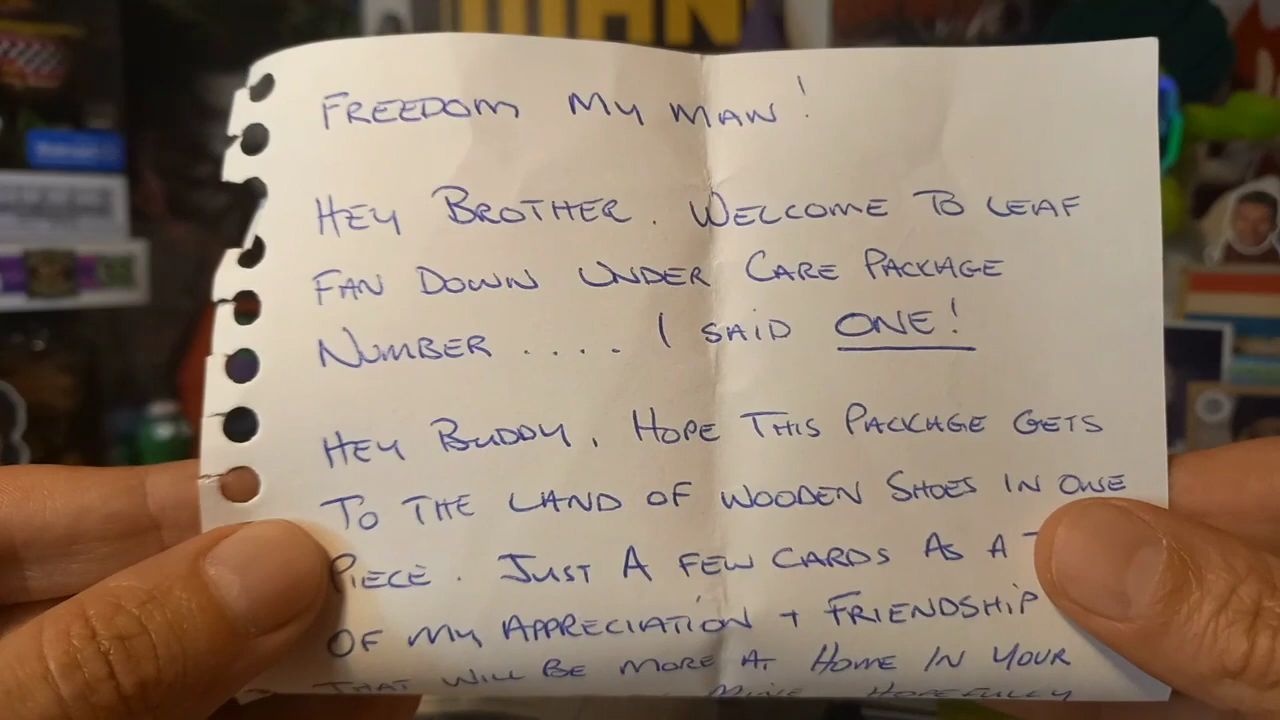 FREEDOM MY MAN!
HEY BROTHER. WELCOME TO LEAF
FAN DOWN UNDER CARE PACKAGE
NUMBER .... I SAID ONE!
HEY BUDDY, HOPE THIS PACKAGE GETS
TO THE LAND OF WOODEN SHOES IN ONE
PIECE. JUST A FEW CARDS AS A
OF MY APPRECIATION + FRIENDSHIP
THAT WILL BE MORE AT HOME IN YOUR
MINE HOPEFULLY